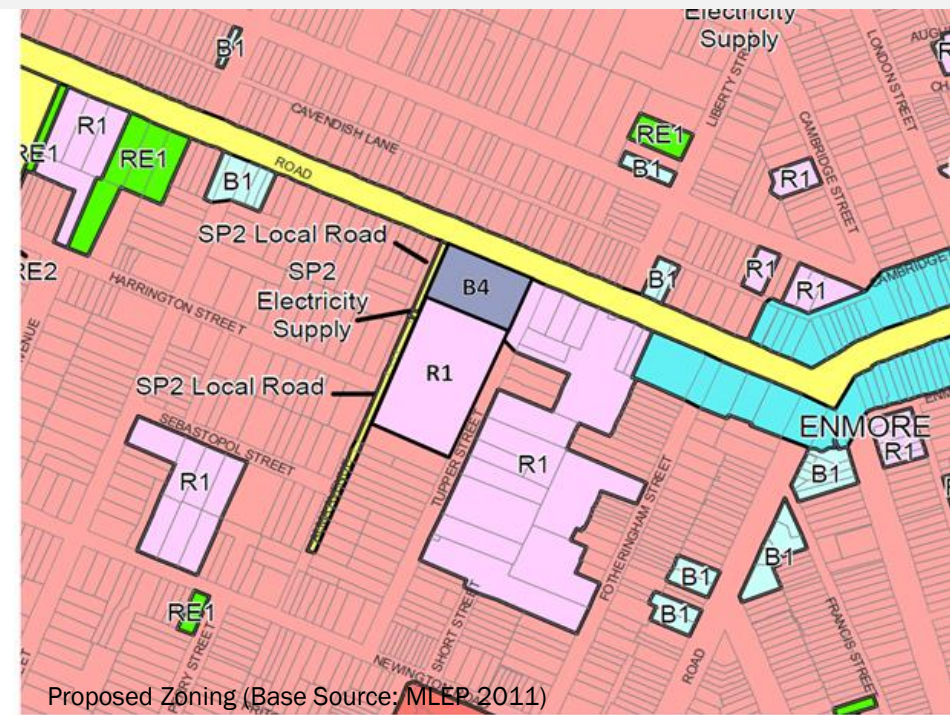 Electricity
Supply
B1
CAVENDISH LANE
LIBERTY STREET
CAMBRIDGE STREET
LONDON STREET
R1
RE1
RE1
B1
ROAD
RE1
B1
R1
SP2 Local Road
SP2
Electricity
Supply
B4
B1
R1
R1
CAMBRIDGE
RE2
HARRINGTON STREET
R1
SP2 Local Road
SEBASTOPOL STREET
R1
TUPPER STREET
R1
FOTHERINGHAM STREET
ENMORE
R1
B1
B1
B1
B1
RE1
SHORT STREET
FRANCIS STREET
ROAD
NEWINGTON
Proposed Zoning (Base Source: MLEP 2011)